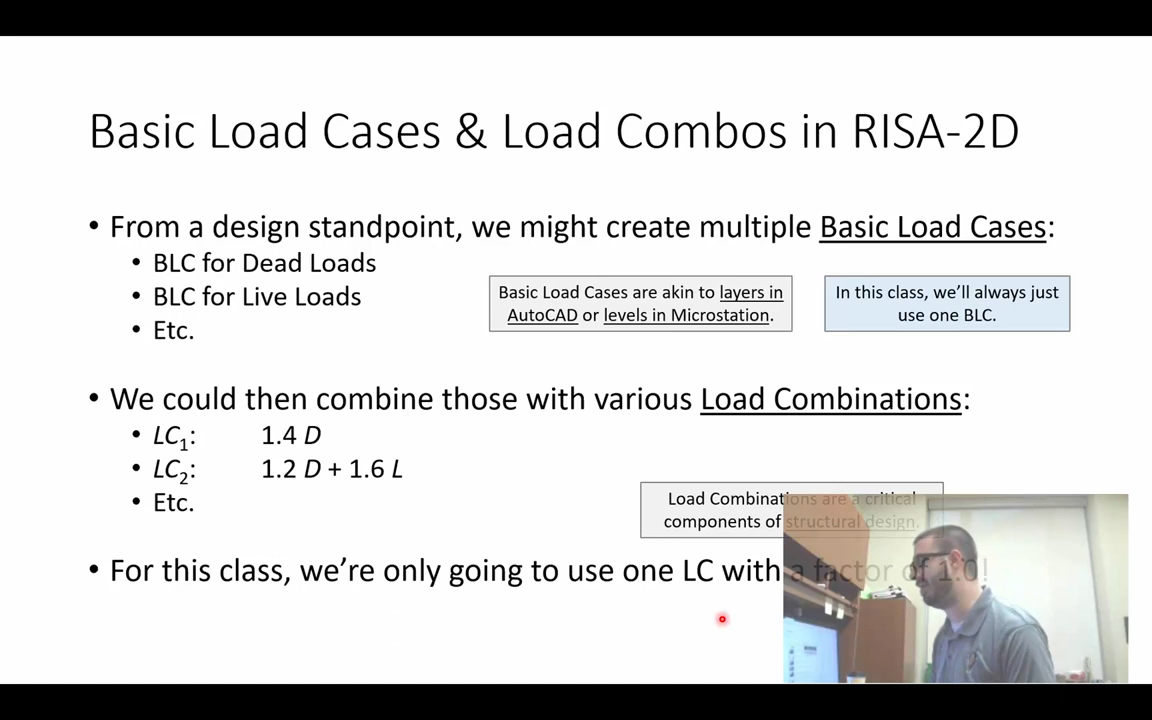 Basic Load Cases & Load Combos in RISA-2D
• From a design standpoint, we might create multiple Basic Load Cases:
• BLC for Dead Loads
• BLC for Live Loads
• Etc.
Basic Load Cases are akin to layers in
AutoCAD or levels in Microstation.
In this class, we’ll always just
use one BLC.
• We could then combine those with various Load Combinations:
• LC1: 1.4 D
• LC2: 1.2 D + 1.6 L
• Etc.
Load Combinations are a critical
components of structural design.
• For this class, we’re only going to use one LC with a factor of 1.0!